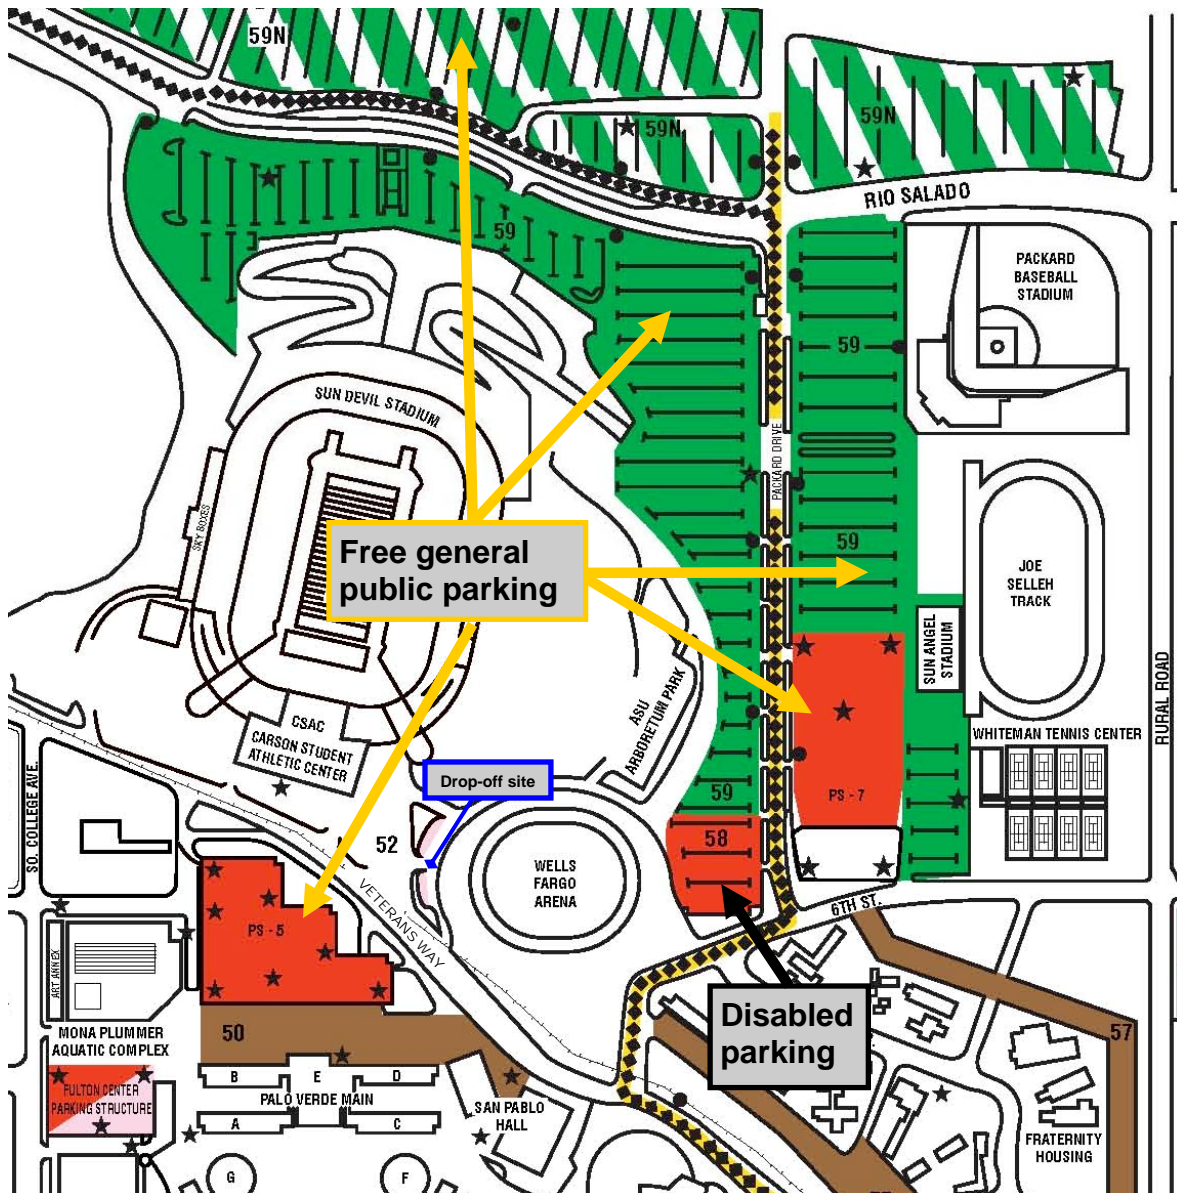 59N
59N
59N
RIO SALADO
59
PACKARD
BASEBALL
STADIUM
59
SUN DEVIL STADIUM
PACKARD DRIVE
SKY BOXES
Free general
public parking
59
JOE
SELLEH
TRACK
SUN ANGEL
STADIUM
ASU
ARBORETUM PARK
RURAL ROAD
CSAC
CARSON STUDENT
ATHLETIC CENTER
WHITEMAN TENNIS CENTER
SO. COLLEGE AVE.
Drop-off site
59
PS - 7
52
58
WELLS
FARGO
ARENA
VETERANS WAY
6TH ST.
PS - 5
ART ANNEX
Disabled
parking
MONA PLUMMER
AQUATIC COMPLEX
50
57
B
E
D
FULTON CENTER
PARKING STRUCTURE
PALO VERDE MAIN
A
C
SAN PABLO
HALL
FRATERNITY
HOUSING
G
F